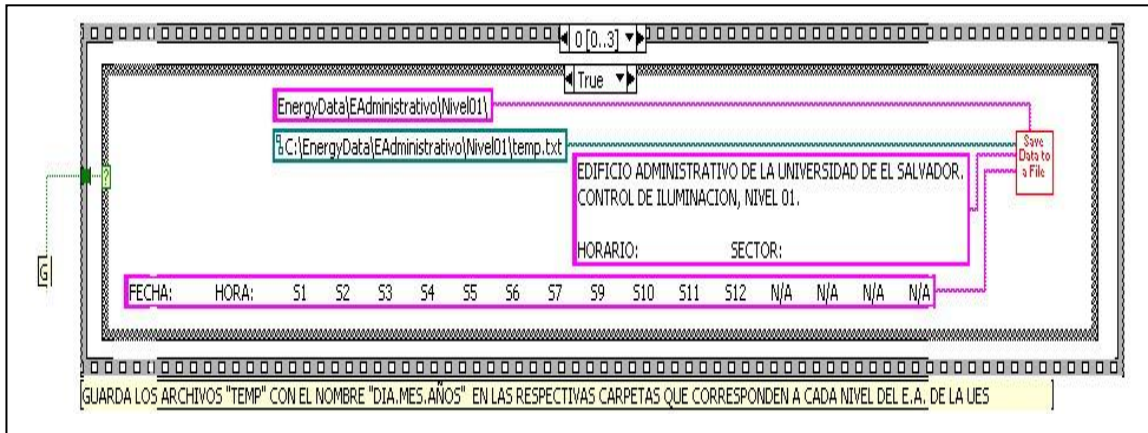 0 [0..3]
True
EnergyData\EAdministrativo\Nivel01\
C:\EnergyData\EAdministrativo\Nivel01\temp.txt
Save
Data to
a File
EDIFICIO ADMINISTRATIVO DE LA UNIVERSIDAD DE EL SALVADOR.
CONTROL DE ILUMINACION, NIVEL 01.
HORARIO: SECTOR:
?
G
FECHA: HORA: S1 S2 S3 S4 S5 S6 S7 S9 S10 S11 S12 N/A N/A N/A N/A
GUARDA LOS ARCHIVOS "TEMP" CON EL NOMBRE "DIA.MES.AÑOS" EN LAS RESPECTIVAS CARPETAS QUE CORRESPONDEN A CADA NIVEL DEL E.A. DE LA UES